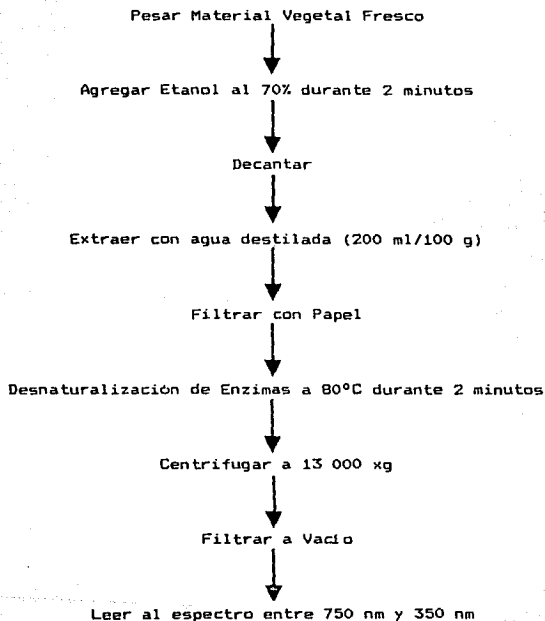 Pesar Material Vegetal Fresco
Agregar Etanol al 70% durante 2 minutos
Decantar
Extraer con agua destilada (200 ml/100 g)
Filtrar con Papel
Desnaturalización de Enzimas a 80ºC durante 2 minutos
Centrifugar a 13 000 xg
Filtrar a Vacio
Leer al espectro entre 750 nm y 350 nm